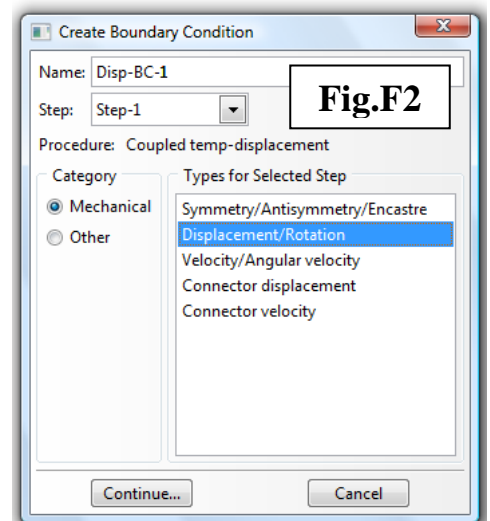 Create Boundary Condition
Name: Disp-BC-1
Fig.F2
Step: Step-1
Procedure: Coupled temp-displacement
Category
Types for Selected Step
Mechanical
Other
Symmetry/Antisymmetry/Encastre
Displacement/Rotation
Velocity/Angular velocity
Connector displacement
Connector velocity
Continue...
Cancel